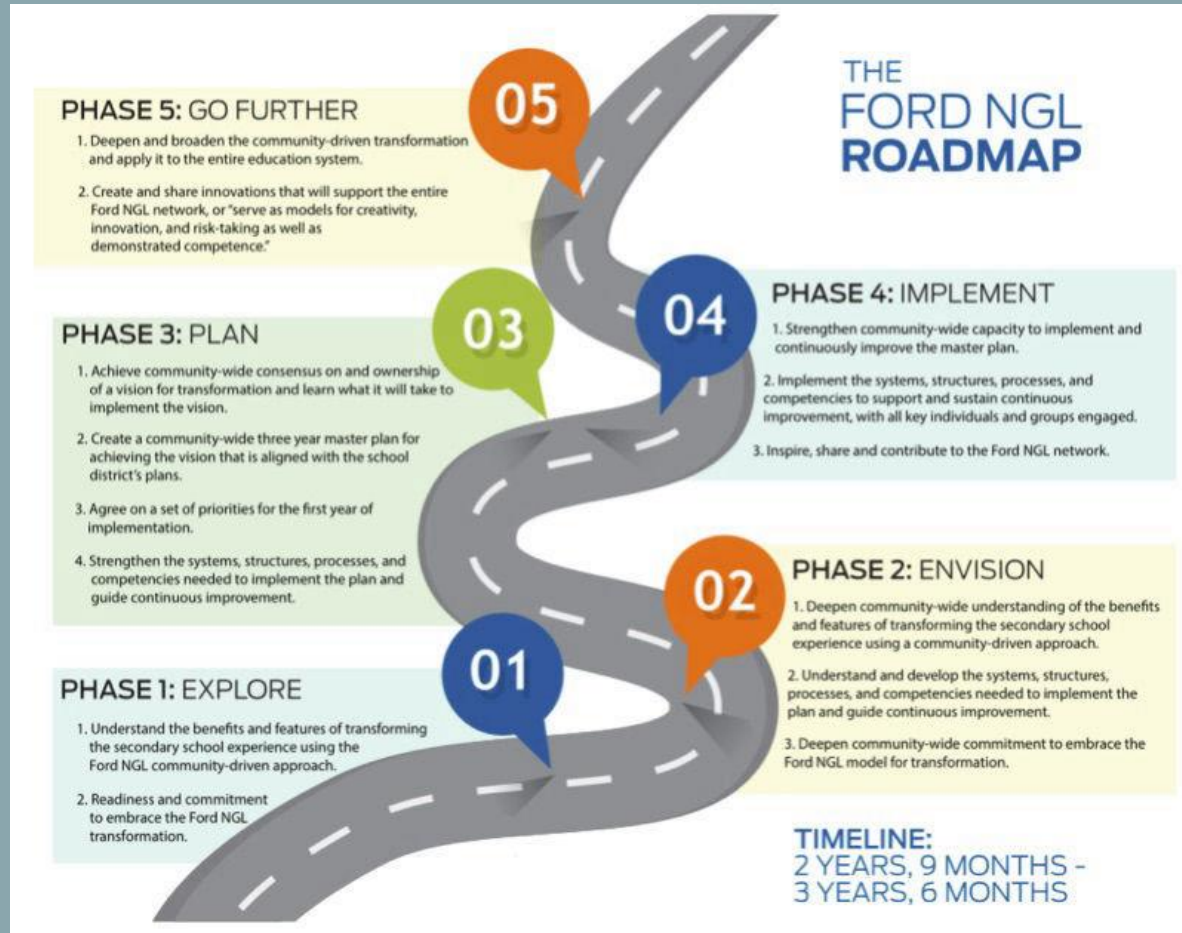 THE
FORD NGL
ROADMAP
05
PHASE 5: GO FURTHER
1. Deepen and broaden the community-driven transformation
and apply it to the entire education system.
2. Create and share innovations that will support the entire
Ford NGL network, or "serve as models for creativity,
innovation, and risk-taking as well as
demonstrated competence."
04
PHASE 4: IMPLEMENT
1. Strengthen community-wide capacity to implement and
continuously improve the master plan.
2. Implement the systems, structures, processes, and
competencies to support and sustain continuous
improvement, with all key individuals and groups engaged.
3. Inspire, share and contribute to the Ford NGL network.
03
PHASE 3: PLAN
1. Achieve community-wide consensus on and ownership
of a vision for transformation and learn what it will take to
implement the vision.
2. Create a community-wide three year master plan for
achieving the vision that is aligned with the school
district's plans.
3. Agree on a set of priorities for the first year of
implementation.
4. Strengthen the systems, structures, processes, and
competencies needed to implement the plan and
guide continuous improvement.
02
PHASE 2: ENVISION
1. Deepen community-wide understanding of the benefits
and features of transforming the secondary school
experience using a community-driven approach.
2. Understand and develop the systems, structures,
processes, and competencies needed to implement the
plan and guide continuous improvement.
3. Deepen community-wide commitment to embrace the
Ford NGL model for transformation.
01
PHASE 1: EXPLORE
1. Understand the benefits and features of transforming
the secondary school experience using the
Ford NGL community-driven approach.
2. Readiness and commitment
to embrace the Ford NGL
transformation.
TIMELINE:
2 YEARS, 9 MONTHS -
3 YEARS, 6 MONTHS